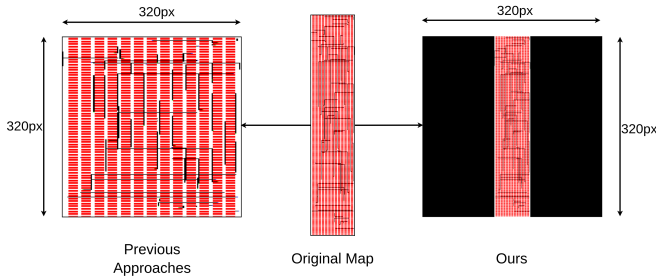 320px
320px
320px
320px
Previous
Approaches
Original Map
Ours